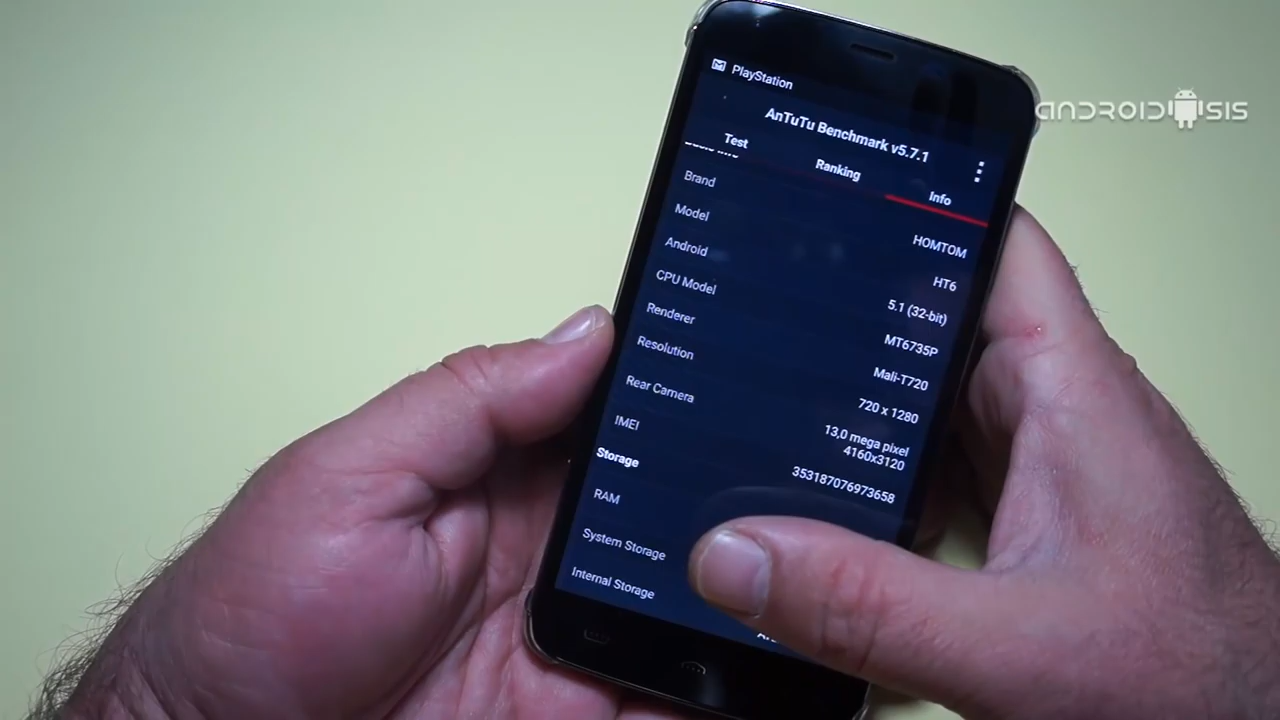 ANDROIDSIS
PlayStation
AnTuTu Benchmark v5.7.1
Test
Ranking
Info
Brand
HOMTOM
Model
HT6
Android
5.1 (32-bit)
CPU Model
MT6735P
Renderer
Mali-T720
Resolution
720 x 1280
Rear Camera
13,0 mega pixel
4160x3120
IMEI
353187076973658
Storage
RAM
System Storage
Internal Storage